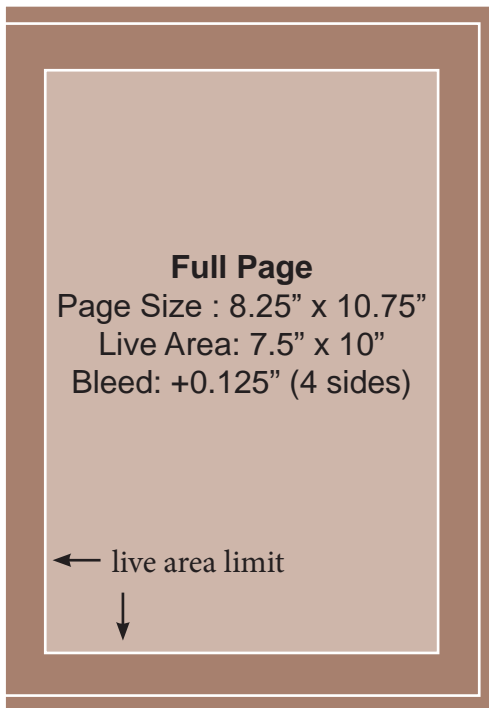 Full Page
Page Size : 8.25” x 10.75”
Live Area: 7.5” x 10”
Bleed: +0.125” (4 sides)
live area limit